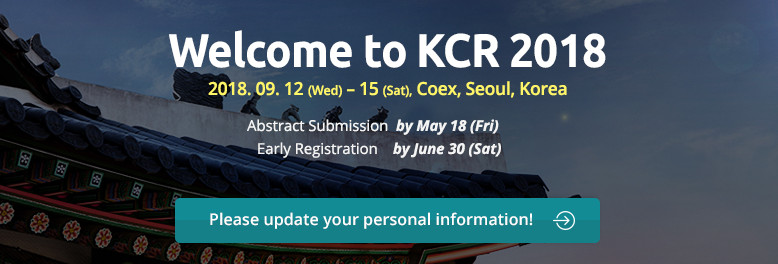 Welcome to KCR 2018
2018. 09. 12 (Wed) – 15 (Sat), Coex, Seoul, Korea
Abstract Submission by May 18 (Fri)
Early Registration by June 30 (Sat)
Please update your personal information!